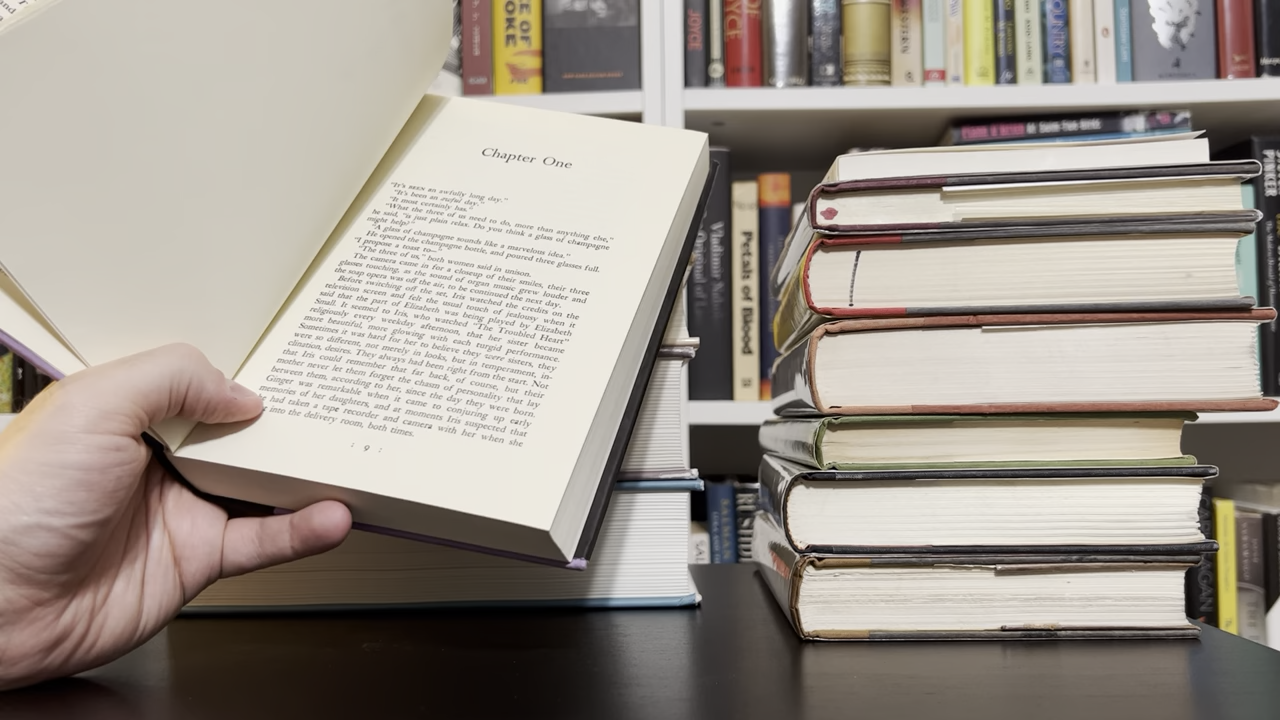 Chapter One
"It's been an awfully long day."
"It's been an awful day."
"It most certainly has."
"What the three of us need to do, more than anything else,"
he said, "is just plain relax. Do you think a glass of champagne
might help?"
"A glass of champagne sounds like a marvelous idea."
He opened the champagne bottle, and poured three glasses full.
"I propose a toast to—"
"The three of us," both women said in unison.
The camera came in for a closeup of their smiles, their three
glasses touching, as the sound of organ music grew louder and
the soap opera was off the air, to be continued the next day.
Before switching off the set, Iris watched the credits on the
television screen and felt the usual touch of jealousy when it
said that the part of Elizabeth was being played by Elizabeth
Small. It seemed to Iris, who watched "The Troubled Heart"
religiously every weekday afternoon, that her sister became
more beautiful, more glowing with each turgid performance.
Sometimes it was hard for her to believe they were sisters, they
were so different, not merely in looks, but in temperament, in-
clination, desires. They always had been right from the start. Not
that Iris could remember that far back, of course, but their
mother never let them forget the chasm of personality that lay
between them, according to her, since the day they were born.
Ginger was remarkable when it came to conjuring up early
memories of her daughters, and at moments Iris suspected that
had taken a tape recorder and camera with her when she
into the delivery room, both times.
: 9 :
JOYCE
Petals of Blood
Vladimir